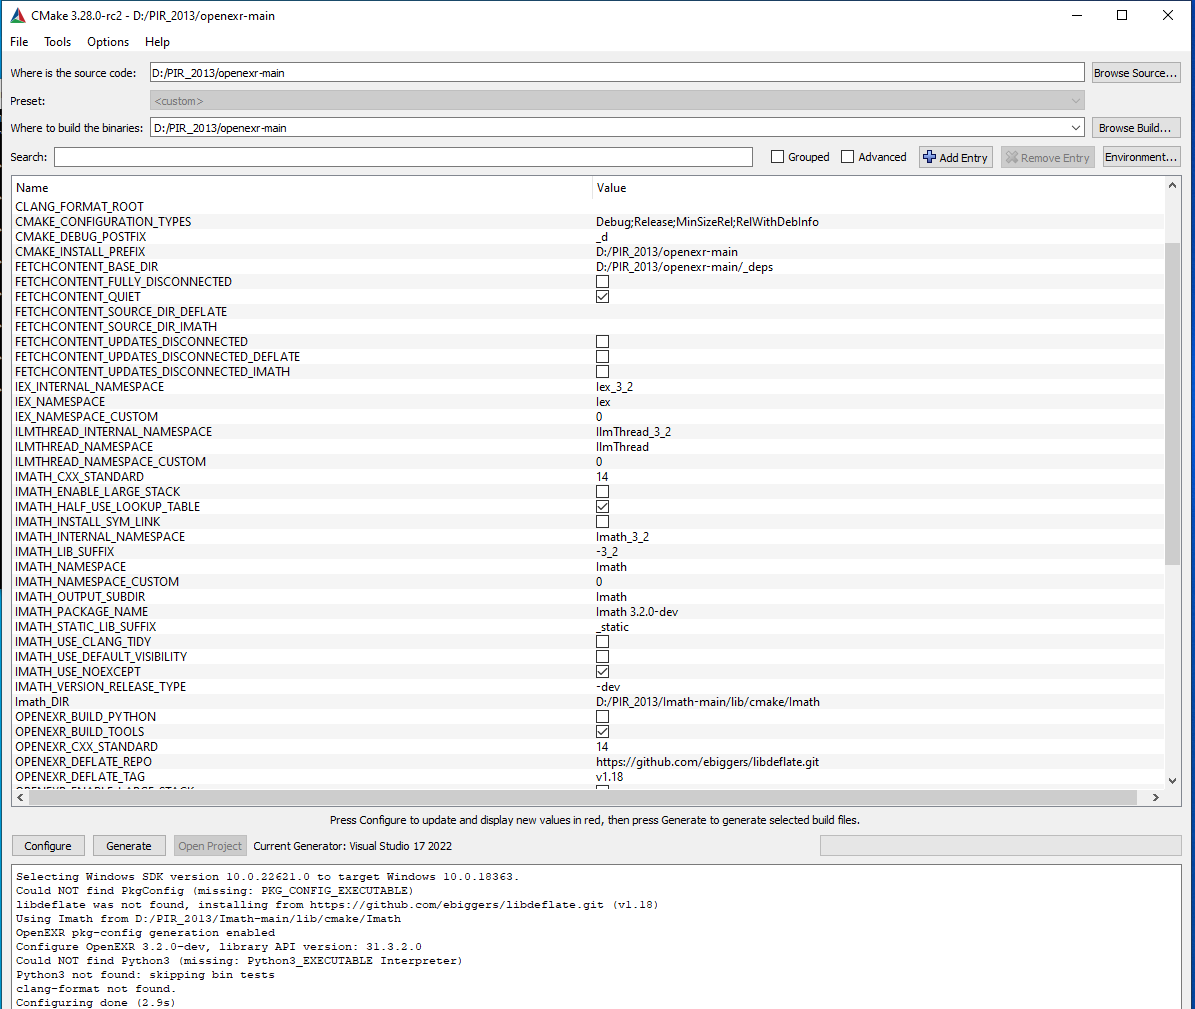 CMake 3.28.0-rc2 - D:/PIR_2013/openexr-main
File Tools Options Help
Where is the source code: D:/PIR_2013/openexr-main Browse Source...
Preset: <custom>
Where to build the binaries: D:/PIR_2013/openexr-main Browse Build...
Search: Grouped Advanced Add Entry Remove Entry Environment...
Name Value
CLANG_FORMAT_ROOT
CMAKE_CONFIGURATION_TYPES Debug;Release;MinSizeRel;RelWithDebInfo
CMAKE_DEBUG_POSTFIX _d
CMAKE_INSTALL_PREFIX D:/PIR_2013/openexr-main
FETCHCONTENT_BASE_DIR D:/PIR_2013/openexr-main/_deps
FETCHCONTENT_FULLY_DISCONNECTED
FETCHCONTENT_QUIET
FETCHCONTENT_SOURCE_DIR_DEFLATE
FETCHCONTENT_SOURCE_DIR_IMATH
FETCHCONTENT_UPDATES_DISCONNECTED
FETCHCONTENT_UPDATES_DISCONNECTED_DEFLATE
FETCHCONTENT_UPDATES_DISCONNECTED_IMATH
IEX_INTERNAL_NAMESPACE Iex_3_2
IEX_NAMESPACE Iex
IEX_NAMESPACE_CUSTOM 0
ILMTHREAD_INTERNAL_NAMESPACE IlmThread_3_2
ILMTHREAD_NAMESPACE IlmThread
ILMTHREAD_NAMESPACE_CUSTOM 0
IMATH_CXX_STANDARD 14
IMATH_ENABLE_LARGE_STACK
IMATH_HALF_USE_LOOKUP_TABLE
IMATH_INSTALL_SYM_LINK
IMATH_INTERNAL_NAMESPACE Imath_3_2
IMATH_LIB_SUFFIX -3_2
IMATH_NAMESPACE Imath
IMATH_NAMESPACE_CUSTOM 0
IMATH_OUTPUT_SUBDIR Imath
IMATH_PACKAGE_NAME Imath 3.2.0-dev
IMATH_STATIC_LIB_SUFFIX _static
IMATH_USE_CLANG_TIDY
IMATH_USE_DEFAULT_VISIBILITY
IMATH_USE_NOEXCEPT
IMATH_VERSION_RELEASE_TYPE -dev
Imath_DIR D:/PIR_2013/Imath-main/lib/cmake/Imath
OPENEXR_BUILD_PYTHON
OPENEXR_BUILD_TOOLS
OPENEXR_CXX_STANDARD 14
OPENEXR_DEFLATE_REPO https://github.com/ebiggers/libdeflate.git
OPENEXR_DEFLATE_TAG v1.18
OPENEXR_ENABLE_LARGE_STACK
Press Configure to update and display new values in red, then press Generate to generate selected build files.
Configure Generate Open Project Current Generator: Visual Studio 17 2022
Selecting Windows SDK version 10.0.22621.0 to target Windows 10.0.18363.
Could NOT find PkgConfig (missing: PKG_CONFIG_EXECUTABLE)
libdeflate was not found, installing from https://github.com/ebiggers/libdeflate.git (v1.18)
Using Imath from D:/PIR_2013/Imath-main/lib/cmake/Imath
OpenEXR pkg-config generation enabled
Configure OpenEXR 3.2.0-dev, library API version: 31.3.2.0
Could NOT find Python3 (missing: Python3_EXECUTABLE Interpreter)
Python3 not found: skipping bin tests
clang-format not found.
Configuring done (2.9s)